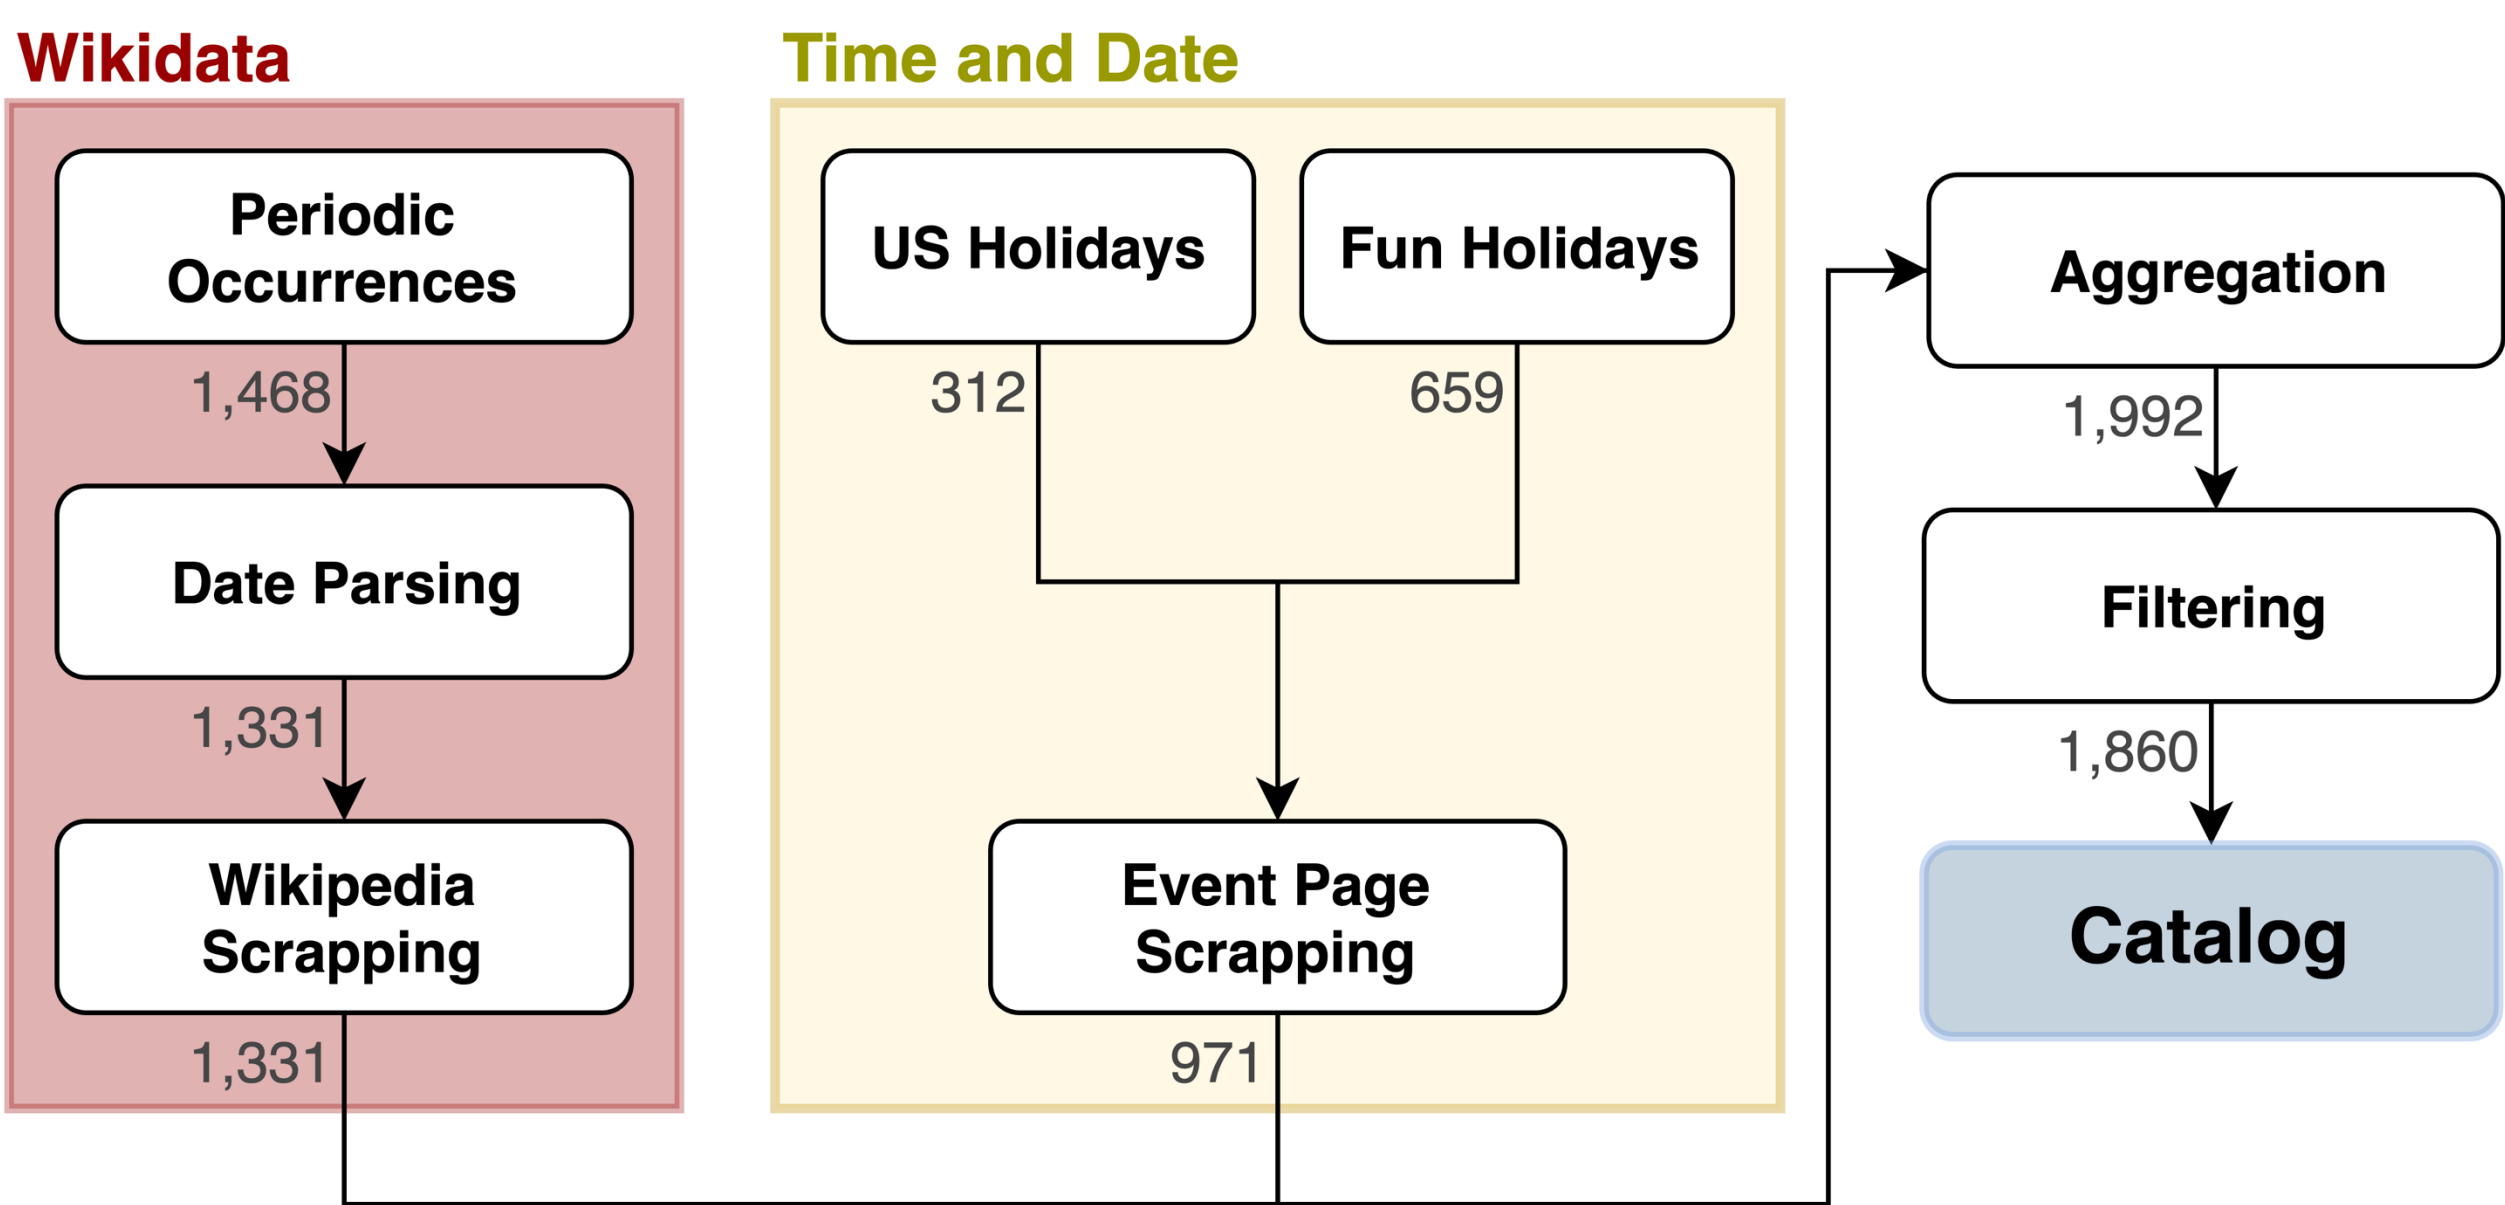 Wikidata
Periodic
Occurrences
1,468
Date Parsing
1,331
Wikipedia
Scrapping
1,331
Time and Date
US Holidays
Fun Holidays
312
659
Event Page
Scrapping
971
Aggregation
1,992
Filtering
1,860
Catalog